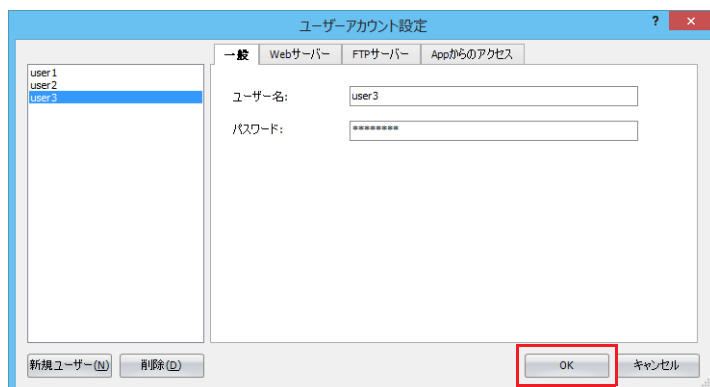 ユーザーアカウント設定
?
×
一般 Webサーバー FTPサーバー Appからのアクセス
user1
user2
user3
ユーザー名: user3
パスワード: ********
新規ユーザー(N) 削除(D) OK キャンセル